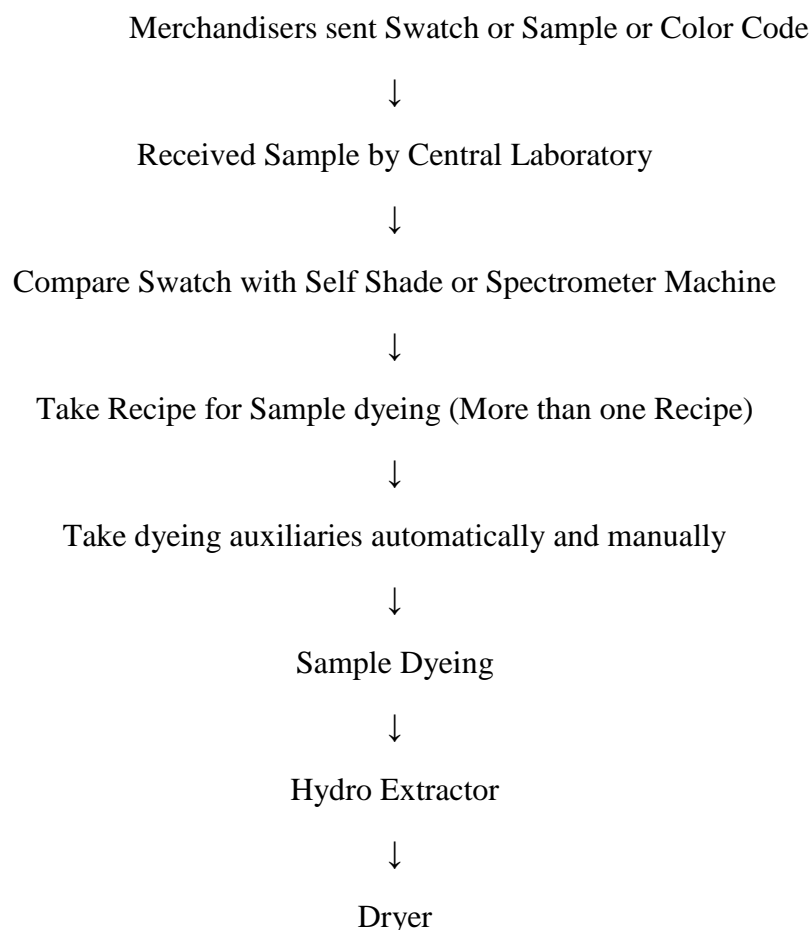 Merchandisers sent Swatch or Sample or Color Code
↓
Received Sample by Central Laboratory
↓
Compare Swatch with Self Shade or Spectrometer Machine
↓
Take Recipe for Sample dyeing (More than one Recipe)
↓
Take dyeing auxiliaries automatically and manually
↓
Sample Dyeing
↓
Hydro Extractor
↓
Dryer